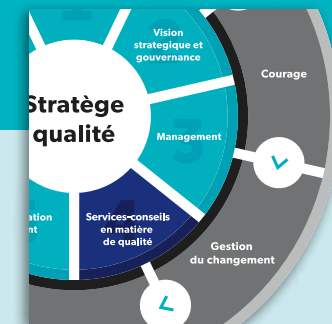 Vision
strategique et
gouvernance
Courage
Stratège
qualité
Management
Services-conseils
en matière
de qualité
Gestion
du changement